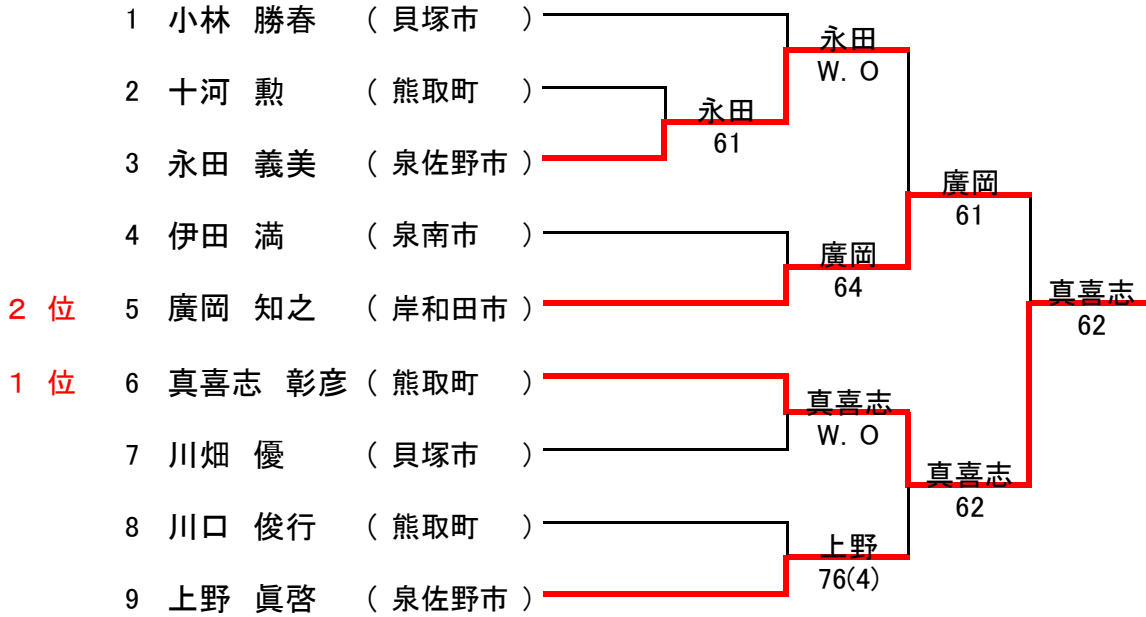 1 小林 勝春 ( 貝塚市 )
永田
W. O
2 十河 勲 ( 熊取町 )
永田
61
3 永田 義美 ( 泉佐野市 )
廣岡
61
4 伊田 満 ( 泉南市 )
廣岡
64
2 位 5 廣岡 知之 ( 岸和田市 )
真喜志
62
1 位 6 真喜志 彰彦 ( 熊取町 )
真喜志
W. O
7 川畑 優 ( 貝塚市 )
真喜志
62
8 川口 俊行 ( 熊取町 )
上野
76(4)
9 上野 眞啓 ( 泉佐野市 )